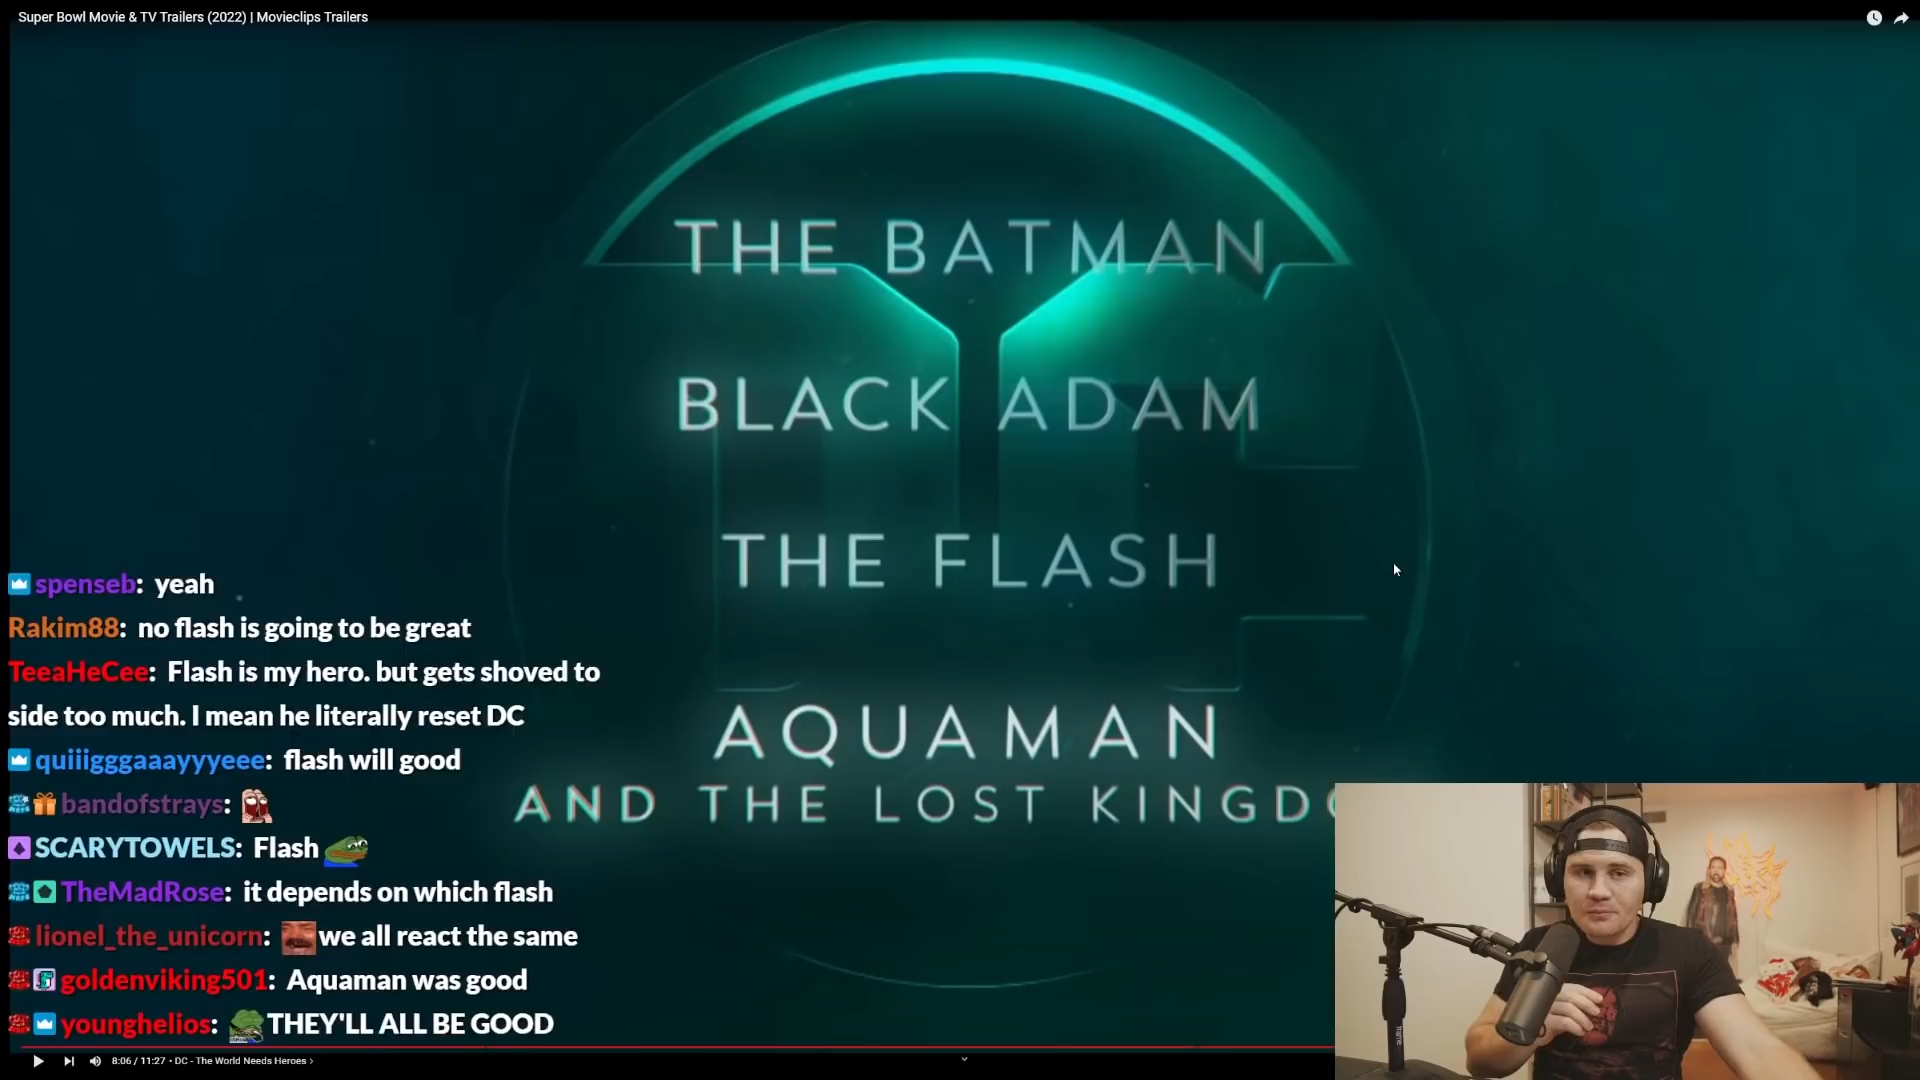 Super Bowl Movie & TV Trailers (2022) | Movieclips Trailers
THE BATMAN
BLACK ADAM
THE FLASH
AQUAMAN
AND THE LOST KINGDO
spenseb: yeah
Rakim88: no flash is going to be great
TeeaHeCee: Flash is my hero. but gets shoved to
side too much. I mean he literally reset DC
quiiigggaaayyyeee: flash will good
bandofstrays:
SCARYTOWELS: Flash
TheMadRose: it depends on which flash
lionel_the_unicorn: we all react the same
goldenviking501: Aquaman was good
younghelios: THEY'LL ALL BE GOOD
8:06 / 11:27 • DC - The World Needs Heroes ›